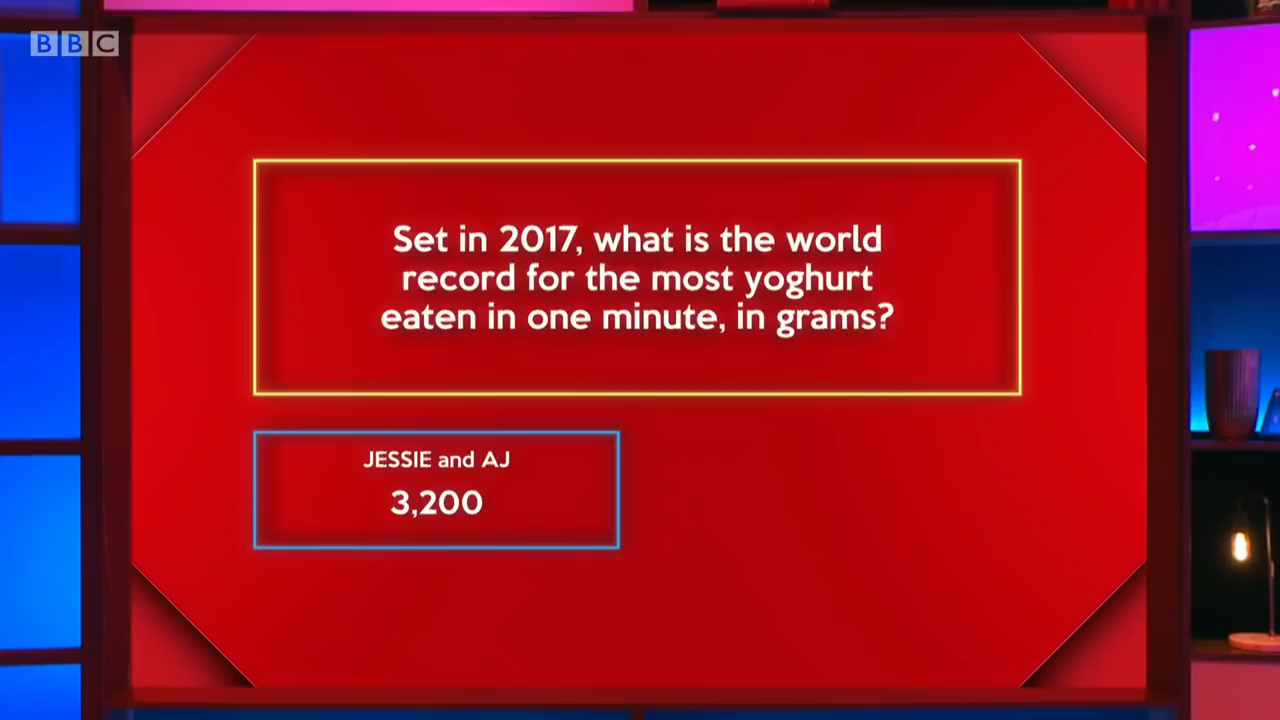 BBC
Set in 2017, what is the world
record for the most yoghurt
eaten in one minute, in grams?
JESSIE and AJ
3,200